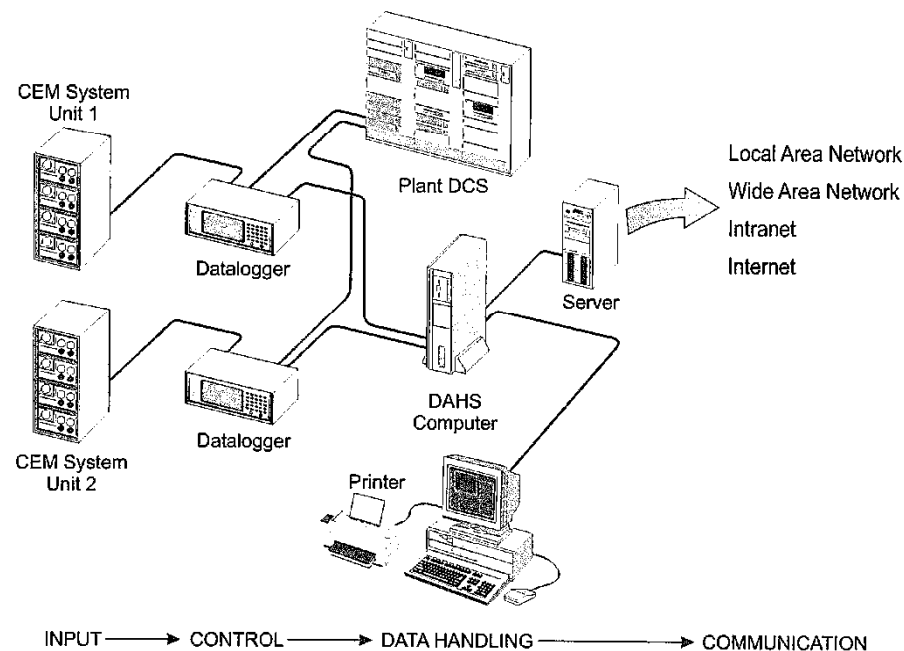 CEM System
Unit 1
Plant DCS
Datalogger
Local Area Network
Wide Area Network
Intranet
Internet
Server
DAHS
Computer
Datalogger
CEM System
Unit 2
Printer
INPUT CONTROL DATA HANDLING COMMUNICATION